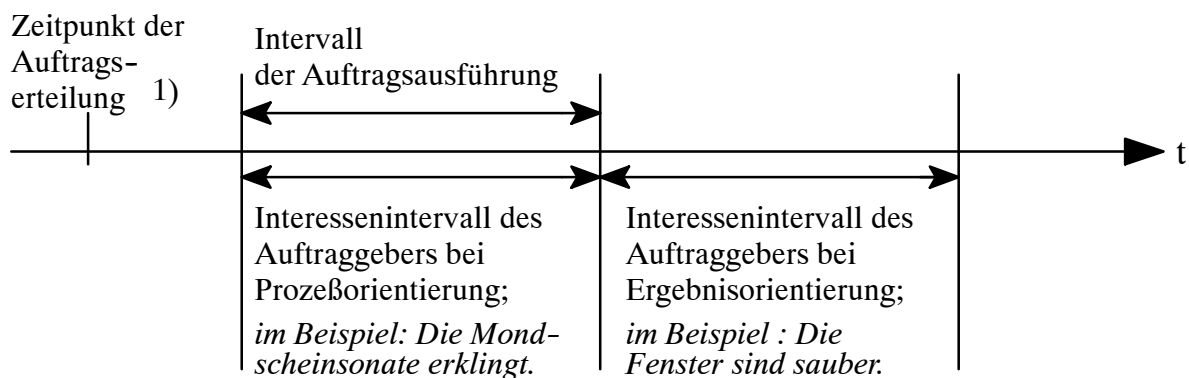 Zeitpunkt der
Auftrags-
erteilung 1)
Intervall
der Auftragsausführung
t
Interessenintervall des
Auftraggebers bei
Prozeßorientierung;
im Beispiel: Die Mond-
scheinsonate erklingt.
Interessenintervall des
Auftraggebers bei
Ergebnisorientierung;
im Beispiel : Die
Fenster sind sauber.